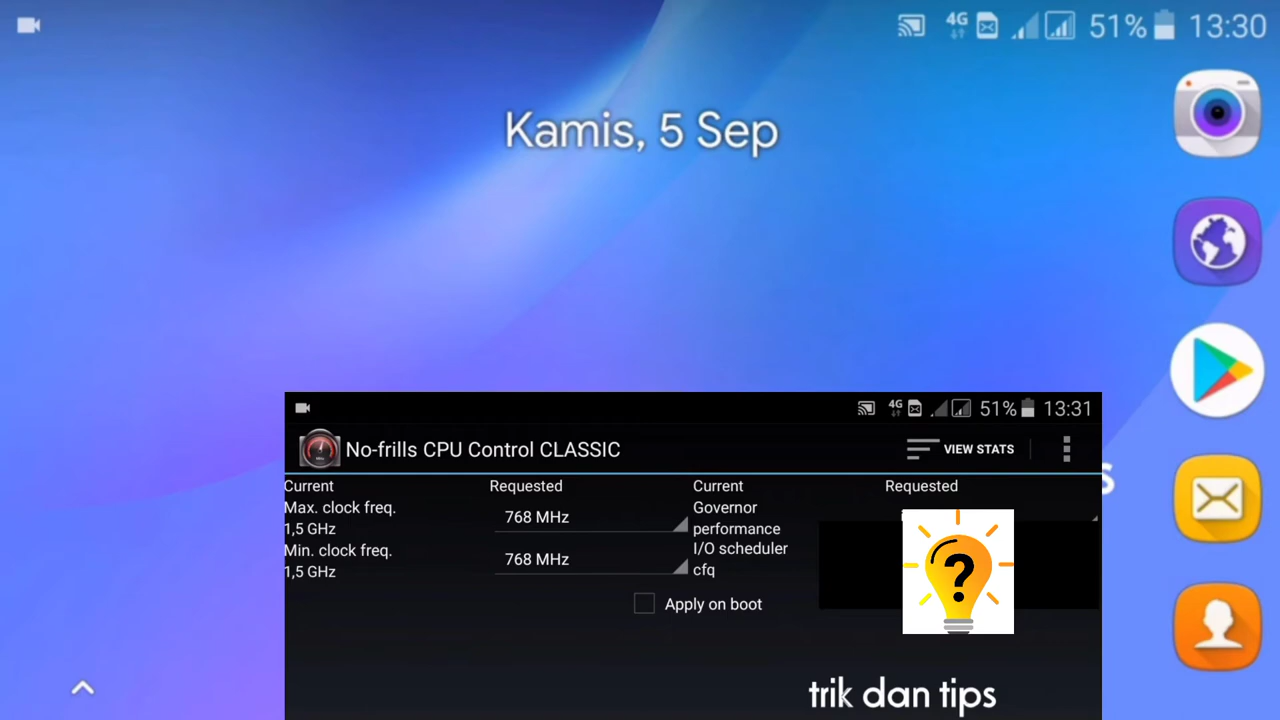 4G 51% 13:30
Kamis, 5 Sep
4G 51% 13:31
No-frills CPU Control CLASSIC VIEW STATS
Current Requested Current Requested
Max. clock freq. 768 MHz Governor
1,5 GHz performance
Min. clock freq. 768 MHz I/O scheduler
1,5 GHz cfq
?
Apply on boot
trik dan tips